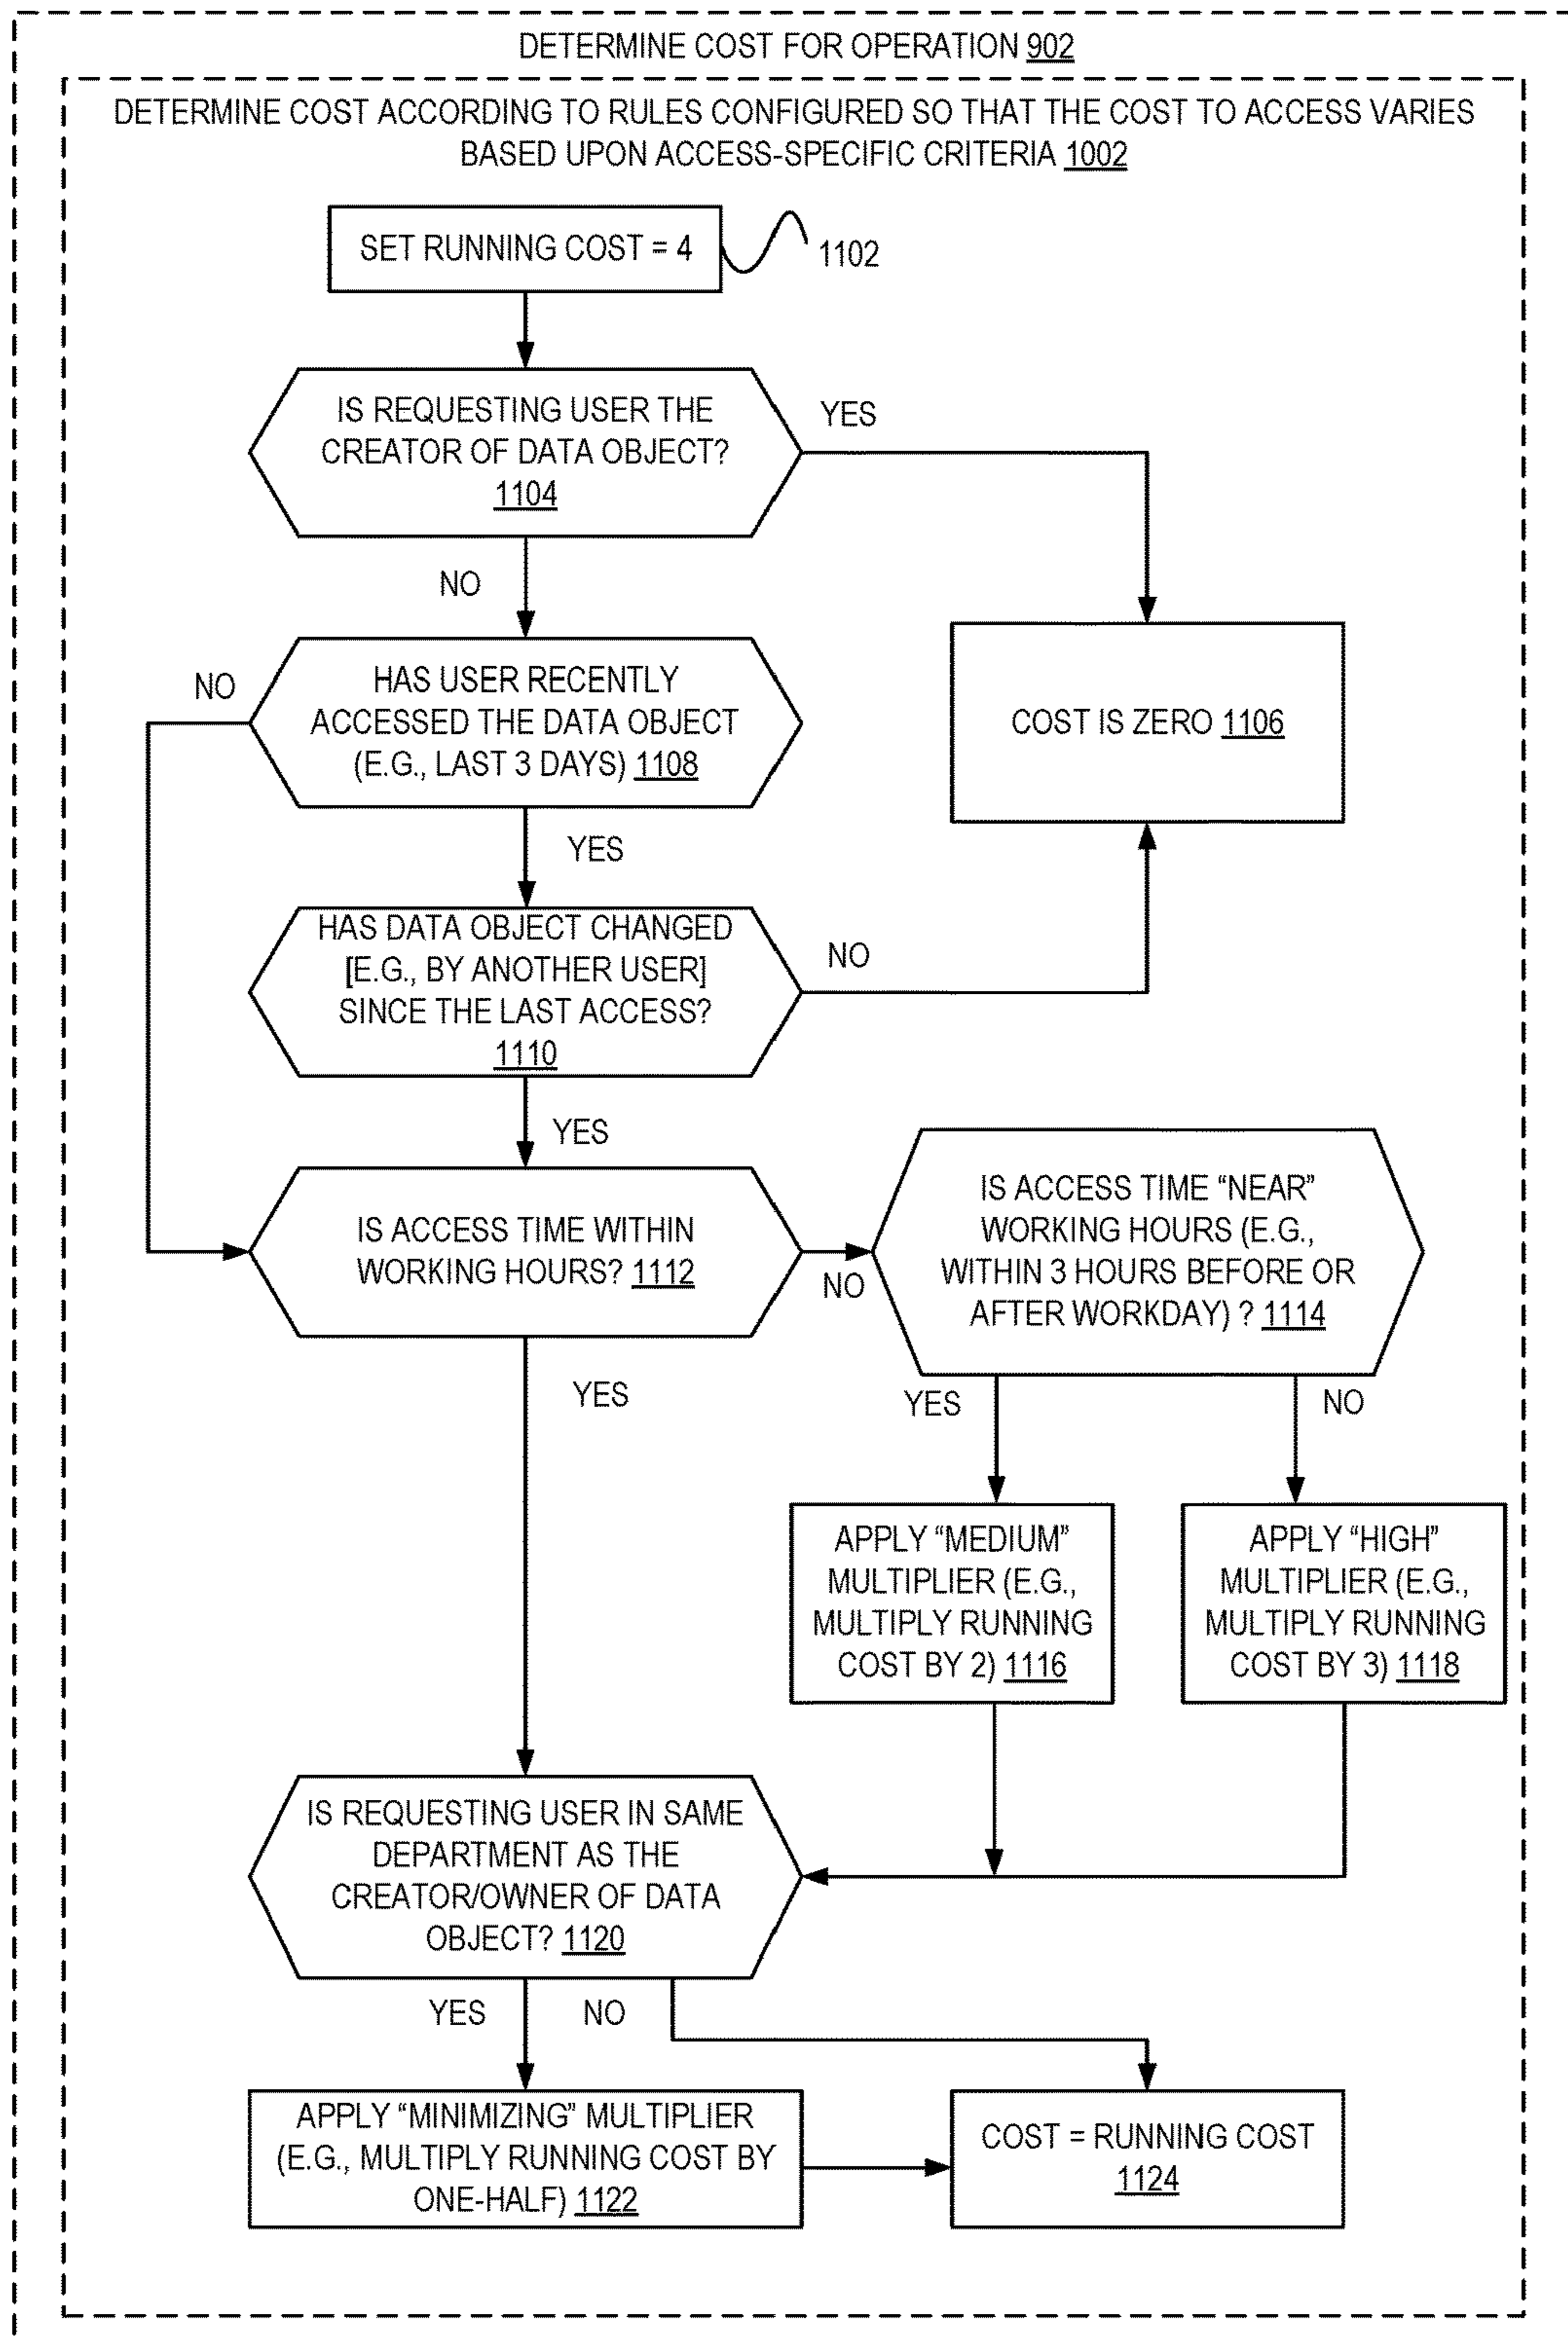 DETERMINE COST FOR OPERATION 902
DETERMINE COST ACCORDING TO RULES CONFIGURED SO THAT THE COST TO ACCESS VARIES
BASED UPON ACCESS-SPECIFIC CRITERIA 1002
SET RUNNING COST = 4
1102
IS REQUESTING USER THE
CREATOR OF DATA OBJECT?
1104
YES
NO
COST IS ZERO 1106
HAS USER RECENTLY
ACCESSED THE DATA OBJECT
(E.G., LAST 3 DAYS) 1108
NO
YES
HAS DATA OBJECT CHANGED
[E.G., BY ANOTHER USER]
SINCE THE LAST ACCESS?
1110
NO
YES
IS ACCESS TIME WITHIN
WORKING HOURS? 1112
NO
YES
IS ACCESS TIME “NEAR”
WORKING HOURS (E.G.,
WITHIN 3 HOURS BEFORE OR
AFTER WORKDAY) ? 1114
YES
NO
APPLY “MEDIUM”
MULTIPLIER (E.G.,
MULTIPLY RUNNING
COST BY 2) 1116
APPLY “HIGH”
MULTIPLIER (E.G.,
MULTIPLY RUNNING
COST BY 3) 1118
IS REQUESTING USER IN SAME
DEPARTMENT AS THE
CREATOR/OWNER OF DATA
OBJECT? 1120
YES
NO
APPLY “MINIMIZING” MULTIPLIER
(E.G., MULTIPLY RUNNING COST BY
ONE-HALF) 1122
COST = RUNNING COST
1124